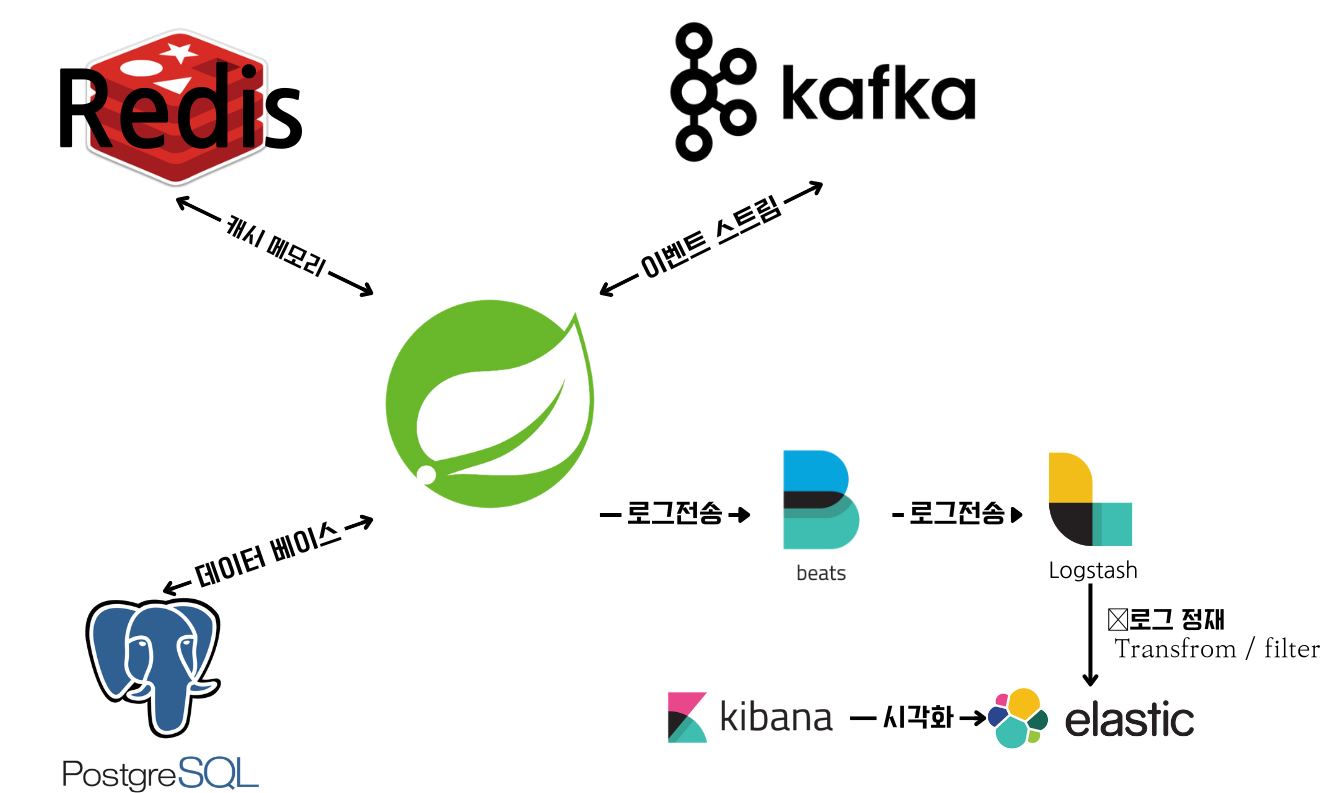 Redis
kafka
캐시 메모리
이벤트 스트림
로그전송
로그전송
beats
Logstash
데이터 베이스
로그 정재
Transfrom / filter
PostgreSQL
kibana
시각화
elastic